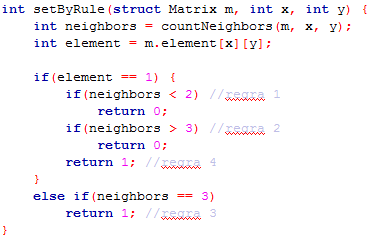 int setByRule(struct Matrix m, int x, int y) {
    int neighbors = countNeighbors(m, x, y);
    int element = m.element[x][y];

    if(element == 1) {
        if(neighbors < 2) //regra 1
            return 0;
        if(neighbors > 3) //regra 2
            return 0;
        return 1; //regra 4
    }
    else if(neighbors == 3)
        return 1; //regra 3
}